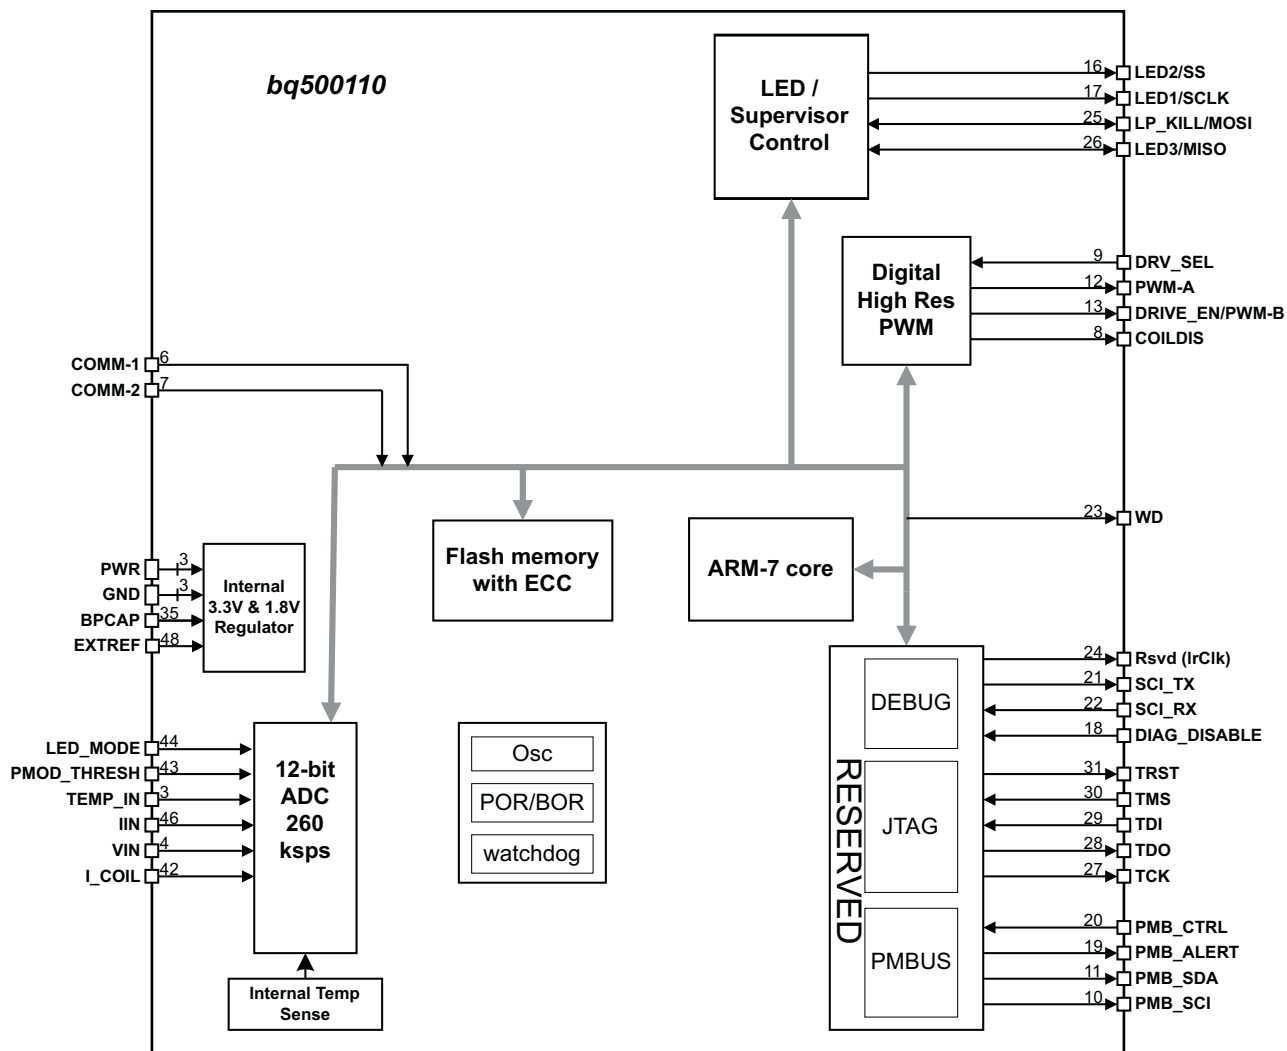 bq500110
LED /
Supervisor
Control
16
LED2/SS
17
LED1/SCLK
25
LP_KILL/MOSI
26
LED3/MISO
Digital
High Res
PWM
9
DRV_SEL
12
PWM-A
13
DRIVE_EN/PWM-B
8
COILDIS
COMM-1
6
COMM-2
7
23
WD
Flash memory
with ECC
ARM-7 core
PWR
3
GND
3
BPCAP
35
EXTREF
48
Internal
3.3V & 1.8V
Regulator
LED_MODE
44
PMOD_THRESH
43
TEMP_IN
3
IIN
46
VIN
4
I_COIL
42
12-bit
ADC
260
ksps
Internal Temp
Sense
Osc
POR/BOR
watchdog
RESERVED
DEBUG
JTAG
PMBUS
24
Rsvd (IrClk)
21
SCI_TX
22
SCI_RX
18
DIAG_DISABLE
31
TRST
30
TMS
29
TDI
28
TDO
27
TCK
20
PMB_CTRL
19
PMB_ALERT
11
PMB_SDA
10
PMB_SCI